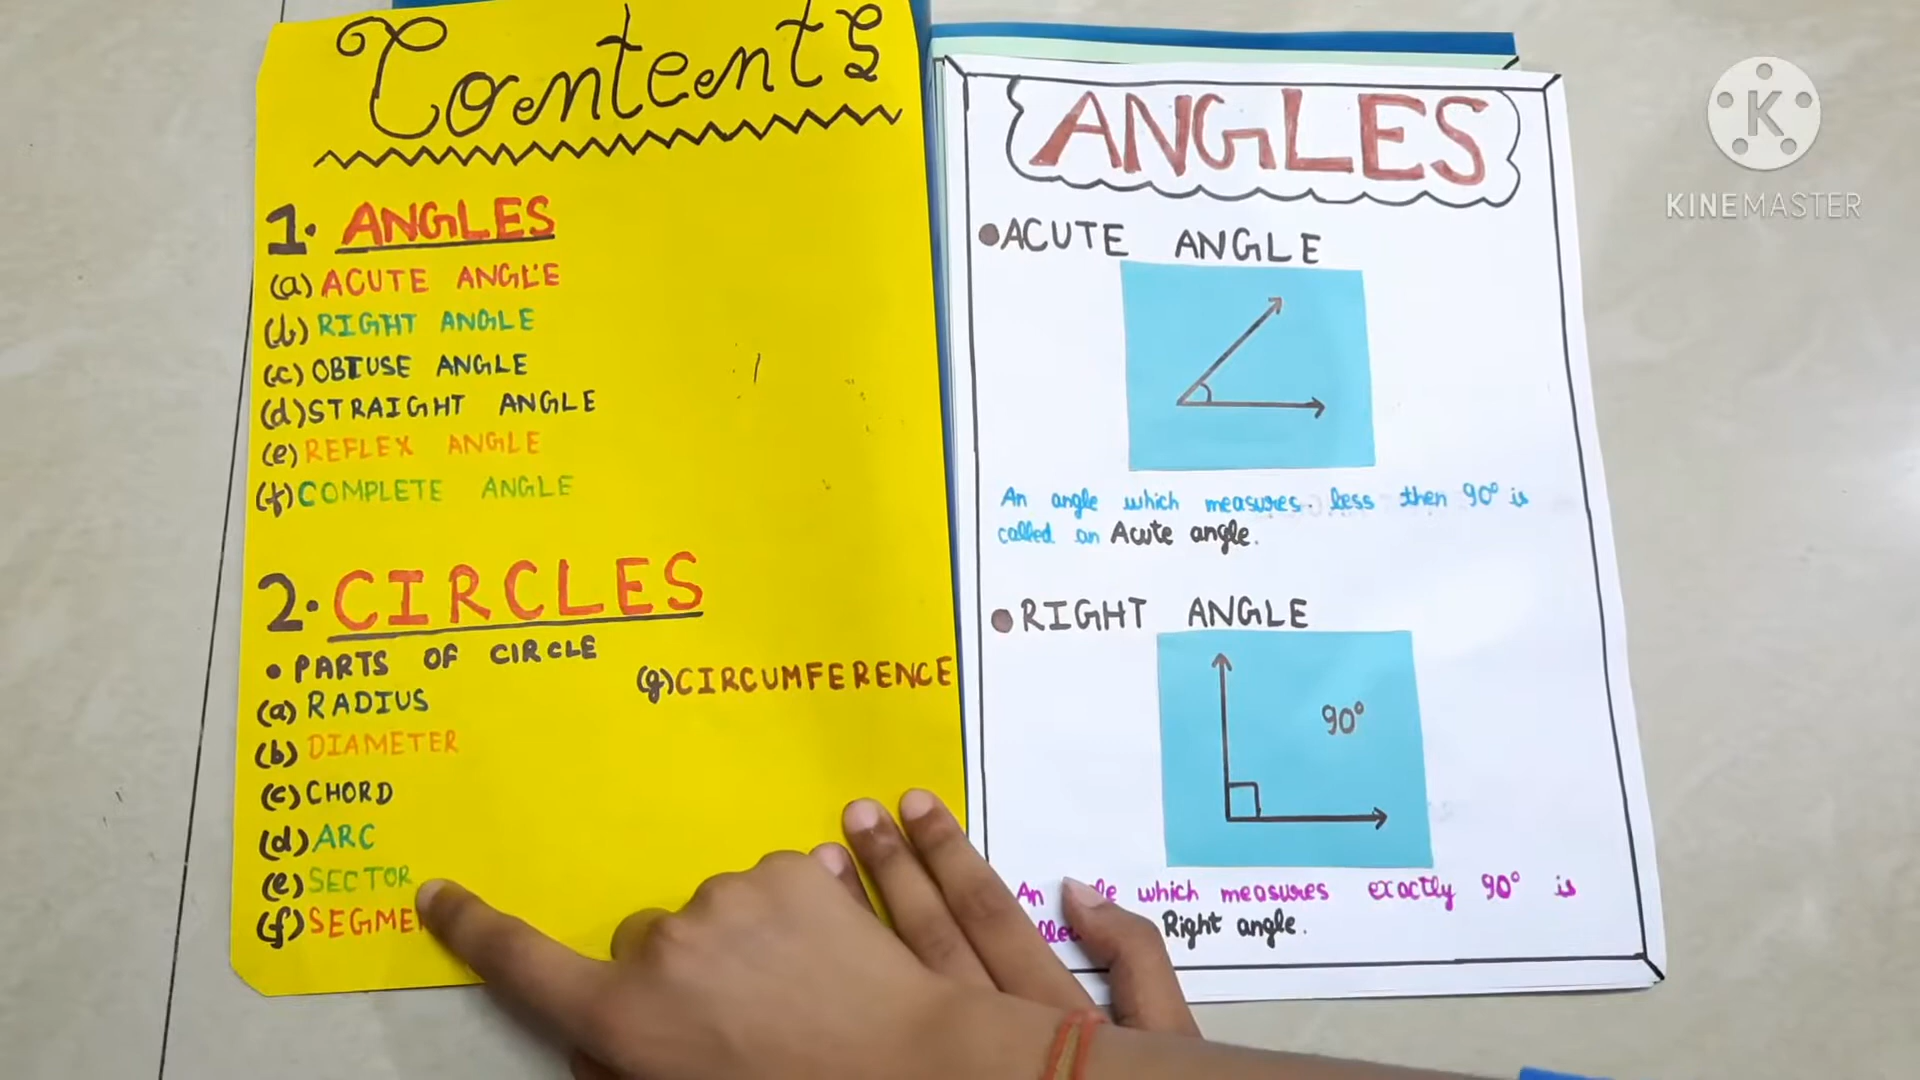 Contents
1. ANGLES
(a) ACUTE ANGLE
(b) RIGHT ANGLE
(c) OBTUSE ANGLE
(d) STRAIGHT ANGLE
(e) REFLEX ANGLE
(f) COMPLETE ANGLE
2. CIRCLES
• PARTS OF CIRCLE
(a) RADIUS
(b) DIAMETER
(c) CHORD
(d) ARC
(e) SECTOR
(f) SEGME
(g) CIRCUMFERENCE
ANGLES
• ACUTE ANGLE
An angle which measures. less then 90° is
called an Acute angle.
• RIGHT ANGLE
90°
An which measures exactly 90° is
Right angle.
K
KINEMASTER